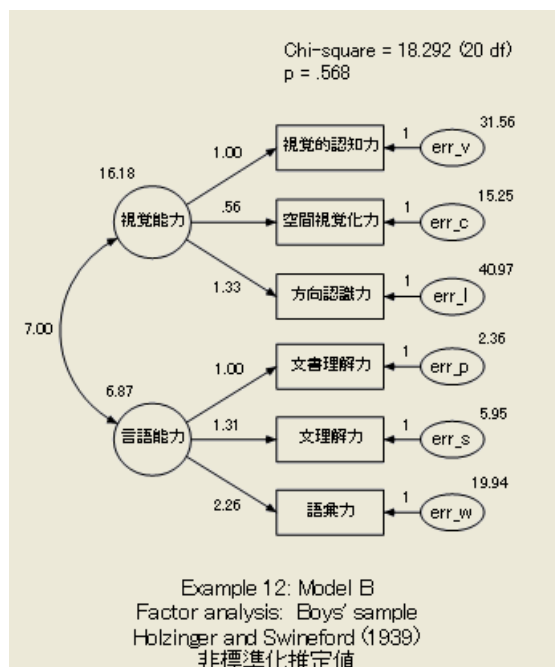 Chi-square = 18.292 (20 df)
p = .568
31.56
視覚的認知力
1
err_v
1.00
16.18
15.25
視覚能力
.56
空間視覚化力
1
err_c
40.97
1.33
方向認識力
1
err_l
7.00
2.36
文書理解力
1
err_p
1.00
6.87
5.95
言語能力
1.31
文理解力
1
err_s
19.94
2.26
語彙力
1
err_w
Example 12: Model B
Factor analysis: Boys' sample
Holzinger and Swineford (1939)
非標準化推定値